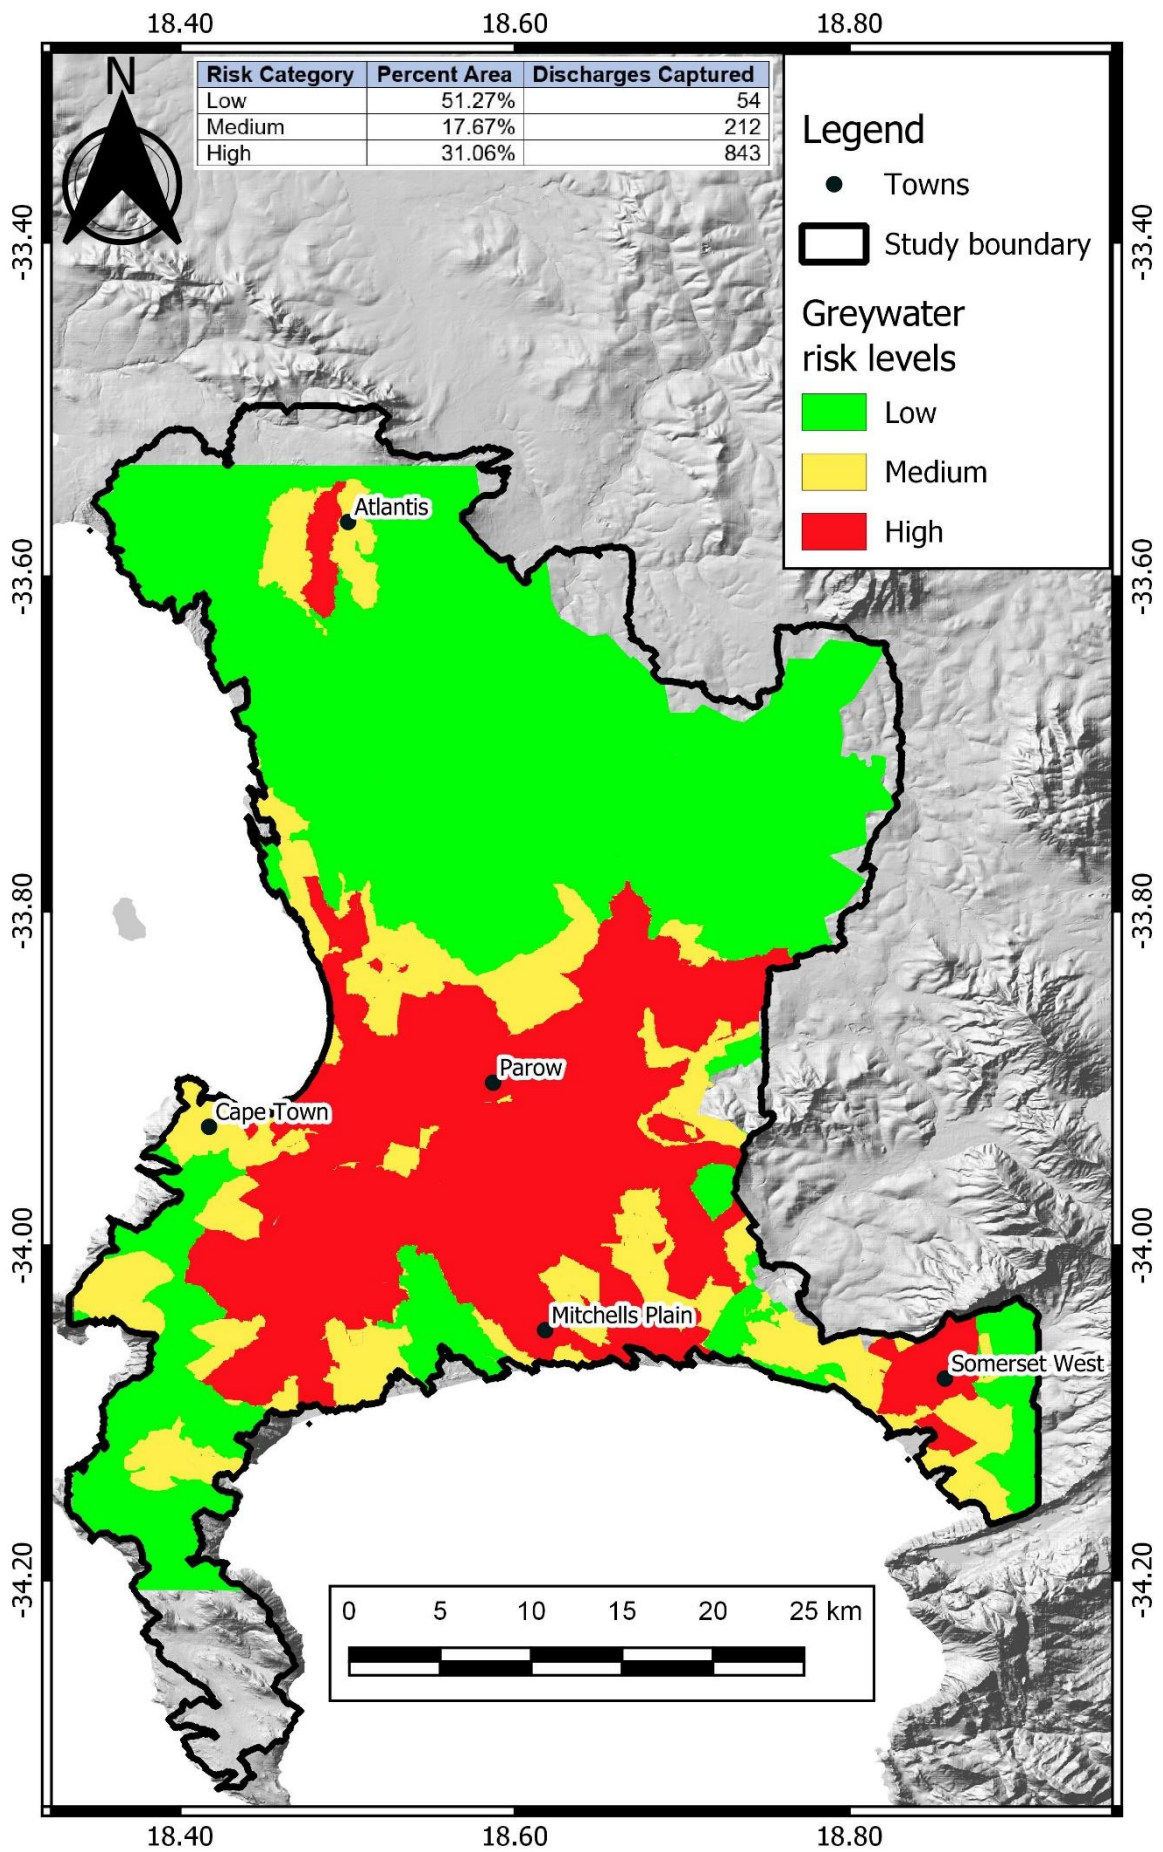 18.40 18.60 18.80
N
Risk Category Percent Area Discharges Captured
Low 51.27% 54
Medium 17.67% 212
High 31.06% 843
Legend
Towns
Study boundary
Greywater
risk levels
Low
Medium
High
-33.40 -33.40
Atlantis
-33.60 -33.60
-33.80 -33.80
Parow
Cape Town
-34.00 -34.00
Mitchells Plain
Somerset West
-34.20 -34.20
0 5 10 15 20 25 km
18.40 18.60 18.80